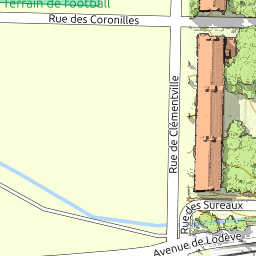 Terrain de football
Rue des Coronilles
Rue de Clémentville
Rue des Sureaux
Avenue de Lodève